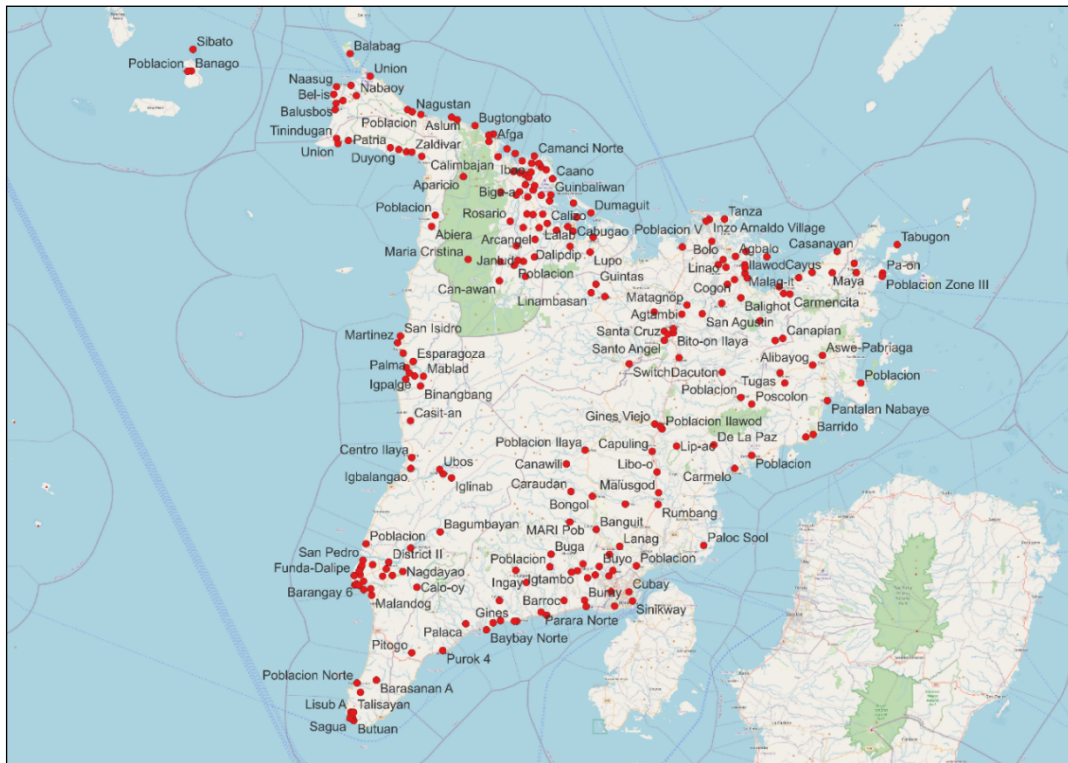 Sibato
Balabag
Poblacion
Banago
Union
Naasug
Nabaoy
Bel-is
Nagustan
Balusbos
Bugtongbato
Poblacion
Aslum
Tinindugan
Afga
Patria
Zaldivar
Camanci Norte
Union
Duyong
Calimbajan
Caano
Aparicio
Guinbaliwan
Dumaguit
Poblacion
Rosario
Calizo
Tanza
Poblacion V
Inzo Arnaldo Village
Abiera
Lalab
Cabugao
Casanayan
Tabugon
Arcangel
Bolo
Agbalo
Maria Cristina
Dalipdip
Lupo
Linao
Ilawod
Cayus
Pa-on
Poblacion
Guintas
Malag-it
Maya
Poblacion Zone III
Can-awan
Cogon
Linambasan
Matagnop
Balighot
Carmencita
Agtambi
San Agustin
San Isidro
Martinez
Santa Cruz
Bito-on Ilaya
Canapian
Santo Angel
Aswe-Pabriaga
Esparagoza
Palma
Mablad
Switch
Dacuton
Alibayog
Igpalge
Tugas
Poblacion
Binangbang
Poblacion
Poscolon
Pantalan Nabaye
Casit-an
Gines Viejo
Poblacion Ilawod
Barrido
Poblacion Ilaya
Capuling
De La Paz
Centro Ilaya
Lip-ac
Ubos
Canawili
Libo-o
Poblacion
Igbalangao
Iglinab
Carmelo
Caraudan
Malusgod
Bongol
Rumbang
Bagumbayan
MARI Pob
Banguit
Poblacion
Lanag
Paloc Sool
San Pedro
District II
Buga
Poblacion
Buyo
Poblacion
Funda-Dalipe
Nagdayao
Igtambo
Ingay
Barangay 6
Calo-oy
Cubay
Malandog
Barroc
Buray
Gines
Sinikway
Parara Norte
Palaca
Baybay Norte
Pitogo
Purok 4
Poblacion Norte
Barasanan A
Lisub A
Talisayan
Sagua
Butuan